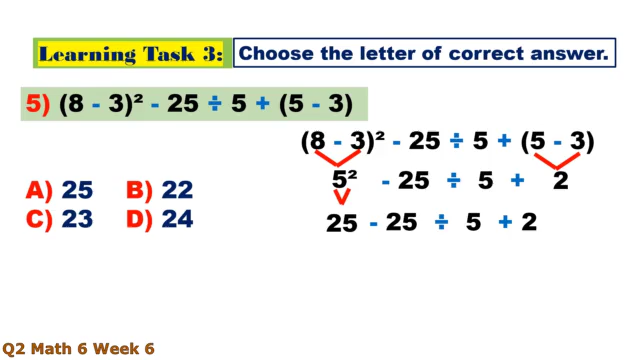 Learning Task 3: Choose the letter of correct answer.
5) (8 - 3)² - 25 ÷ 5 + (5 - 3)
(8 - 3)² - 25 ÷ 5 + (5 - 3)
5² - 25 ÷ 5 + 2
A) 25 B) 22
C) 23 D) 24
25 - 25 ÷ 5 + 2
Q2 Math 6 Week 6